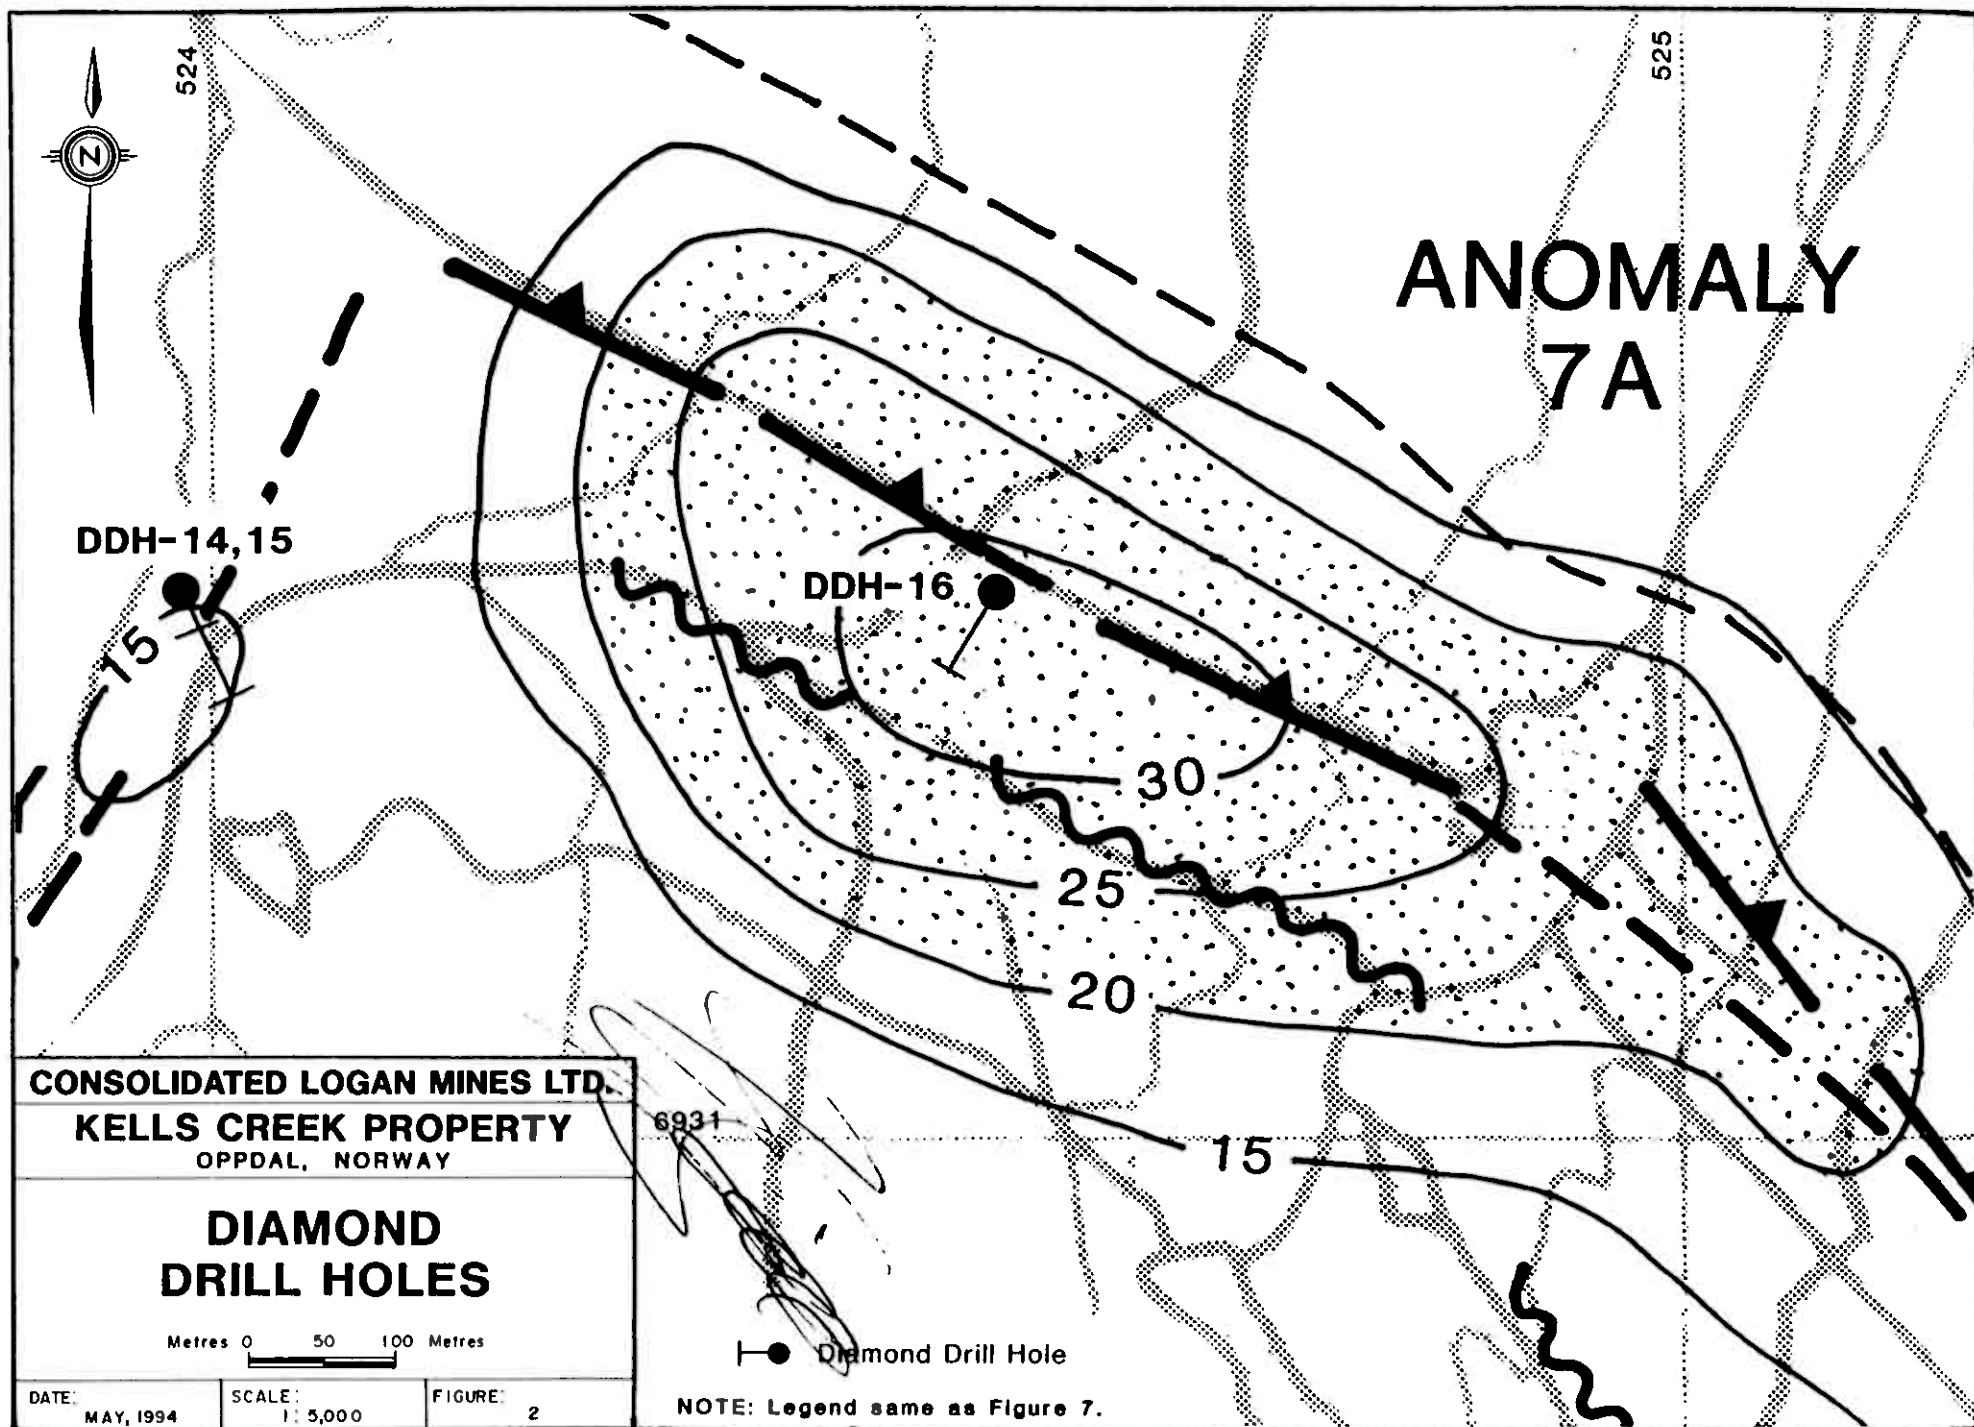 524
525
N
ANOMALY
7A
DDH-14,15
15
DDH-16
30
25
20
15
6931
CONSOLIDATED LOGAN MINES LTD.
KELLS CREEK PROPERTY
OPPDAL, NORWAY
DIAMOND
DRILL HOLES
Metres 0 50 100 Metres
DATE: MAY, 1994
SCALE: 1: 5,000
FIGURE: 2
Diamond Drill Hole
NOTE: Legend same as Figure 7.